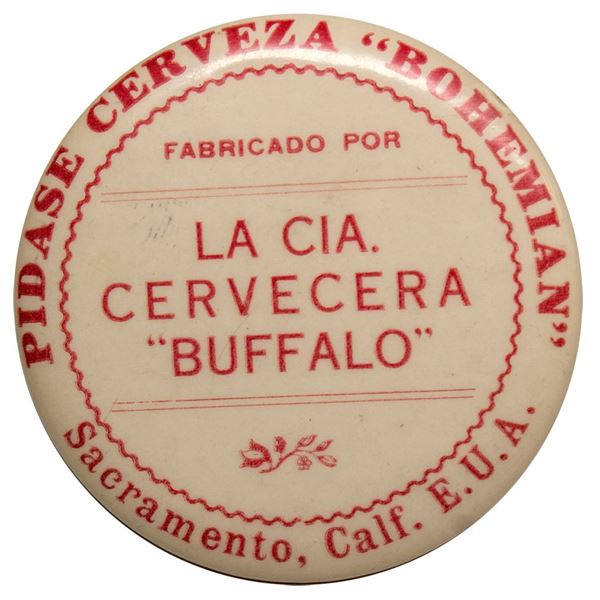 PIDASE CERVEZA "BOHEMIAN"
FABRICADO POR
LA CIA.
CERVECERA
"BUFFALO"
Sacramento, Calf. E.U.A.